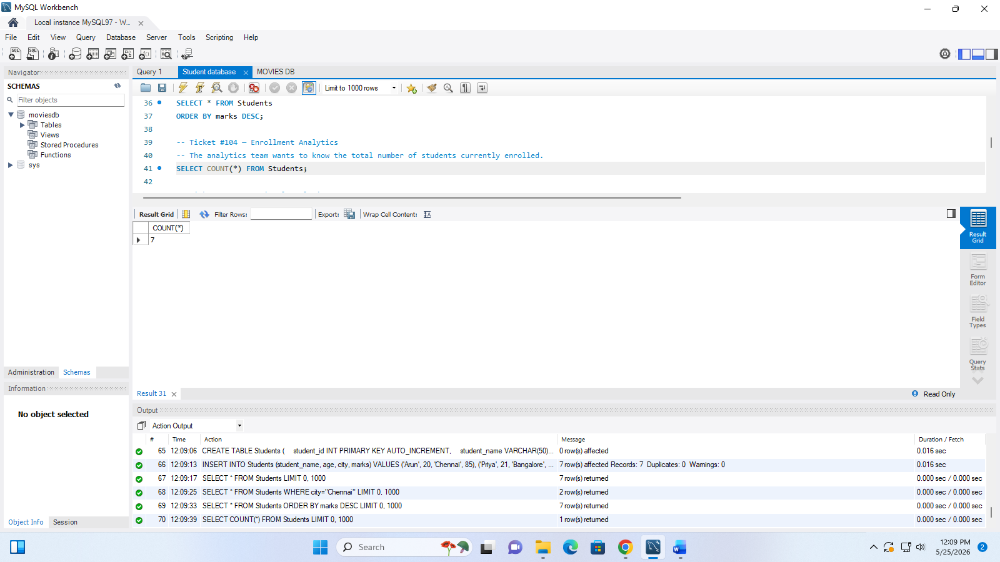 MySQL Workbench
Local instance MySQL97 - W...
File Edit View Query Database Server Tools Scripting Help
Navigator
SCHEMAS
Filter objects
moviesdb
Tables
Views
Stored Procedures
Functions
sys
Administration Schemas
Information
No object selected
Object Info Session
Query 1 Student database MOVIES DB
Limit to 1000 rows
36 SELECT * FROM Students
37 ORDER BY marks DESC;
38
39 -- Ticket #104 – Enrollment Analytics
40 -- The analytics team wants to know the total number of students currently enrolled.
41 SELECT COUNT(*) FROM Students;
42
Result Grid Filter Rows: Export: Wrap Cell Content:
COUNT(*)
7
Result Grid
Form Editor
Field Types
Query Stats
Result 31
Read Only
Output
Action Output
# Time Action Message Duration / Fetch
65 12:09:06 CREATE TABLE Students ( student_id INT PRIMARY KEY AUTO_INCREMENT, student_name VARCHAR(50)... 0 row(s) affected 0.016 sec
66 12:09:13 INSERT INTO Students (student_name, age, city, marks) VALUES ('Arun', 20, 'Chennai', 85), ('Priya', 21, 'Bangalore', ... 7 row(s) affected Records: 7 Duplicates: 0 Warnings: 0 0.016 sec
67 12:09:17 SELECT * FROM Students LIMIT 0, 1000 7 row(s) returned 0.000 sec / 0.000 sec
68 12:09:25 SELECT * FROM Students WHERE city="Chennai" LIMIT 0, 1000 2 row(s) returned 0.000 sec / 0.000 sec
69 12:09:33 SELECT * FROM Students ORDER BY marks DESC LIMIT 0, 1000 7 row(s) returned 0.000 sec / 0.000 sec
70 12:09:39 SELECT COUNT(*) FROM Students LIMIT 0, 1000 1 row(s) returned 0.000 sec / 0.000 sec
Search
12:09 PM
5/25/2026
2